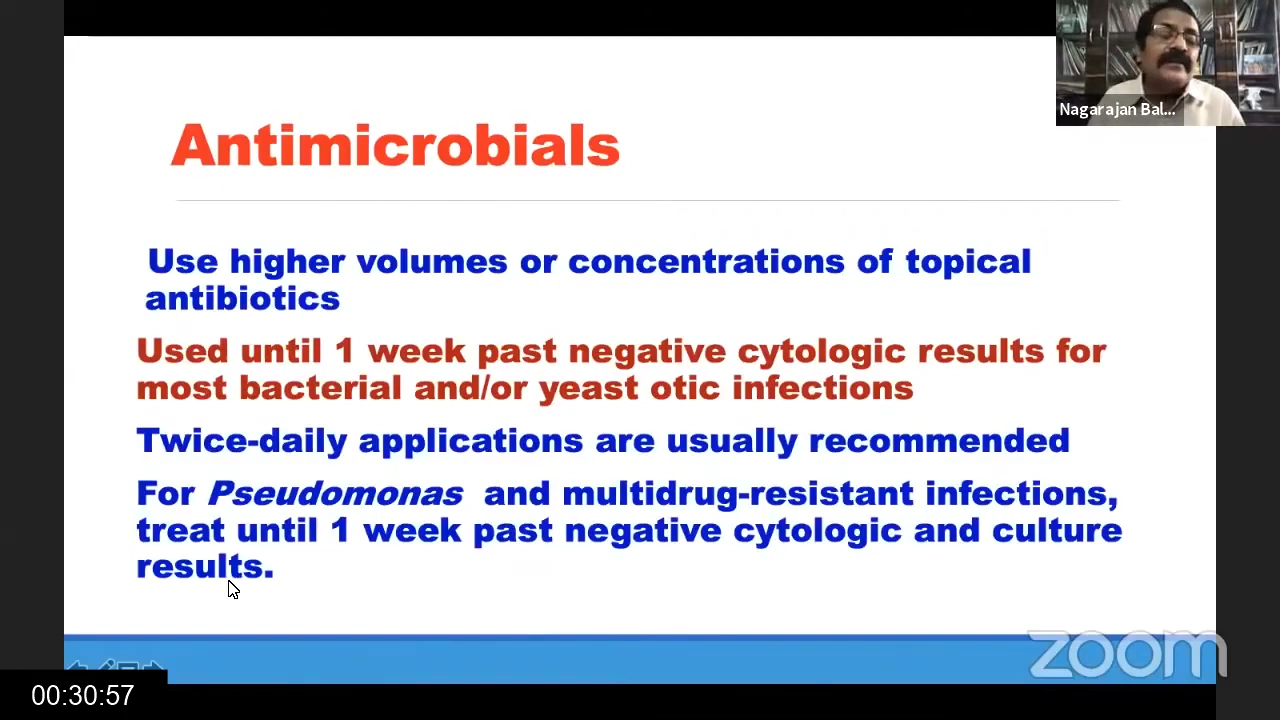 Nagarajan Bal...
Antimicrobials
Use higher volumes or concentrations of topical
antibiotics
Used until 1 week past negative cytologic results for
most bacterial and/or yeast otic infections
Twice-daily applications are usually recommended
For Pseudomonas and multidrug-resistant infections,
treat until 1 week past negative cytologic and culture
results.
zoom
00:30:57